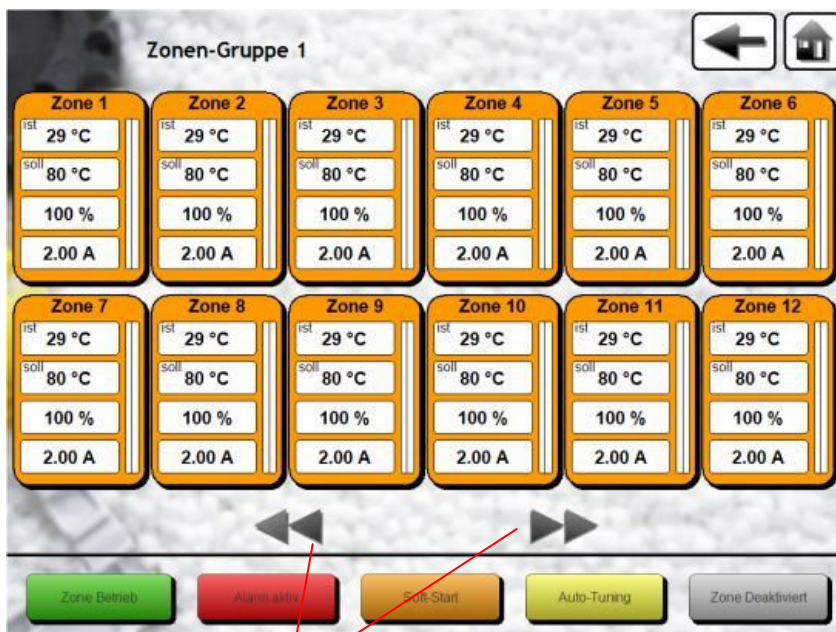 Zonen-Gruppe 1
Zone 1 Zone 2 Zone 3 Zone 4 Zone 5 Zone 6
ist 29 °C ist 29 °C ist 29 °C ist 29 °C ist 29 °C ist 29 °C
soll 80 °C soll 80 °C soll 80 °C soll 80 °C soll 80 °C soll 80 °C
100 % 100 % 100 % 100 % 100 % 100 %
2.00 A 2.00 A 2.00 A 2.00 A 2.00 A 2.00 A
Zone 7 Zone 8 Zone 9 Zone 10 Zone 11 Zone 12
ist 29 °C ist 29 °C ist 29 °C ist 29 °C ist 29 °C ist 29 °C
soll 80 °C soll 80 °C soll 80 °C soll 80 °C soll 80 °C soll 80 °C
100 % 100 % 100 % 100 % 100 % 100 %
2.00 A 2.00 A 2.00 A 2.00 A 2.00 A 2.00 A
Zone Betrieb Alarm aktiv Soft-Start Auto-Tuning Zone Deaktiviert